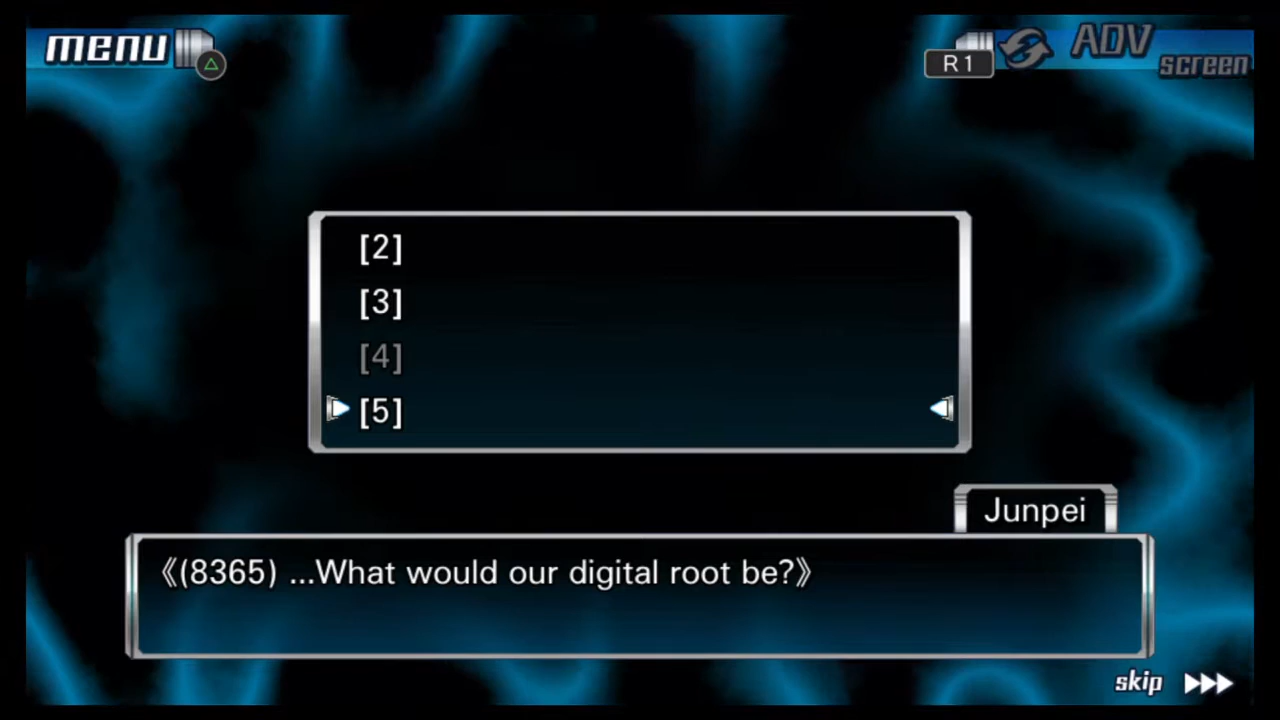 menu
R1 ADV
screen
[2]
[3]
[4]
[5]
Junpei
《(8365) ...What would our digital root be?》
skip